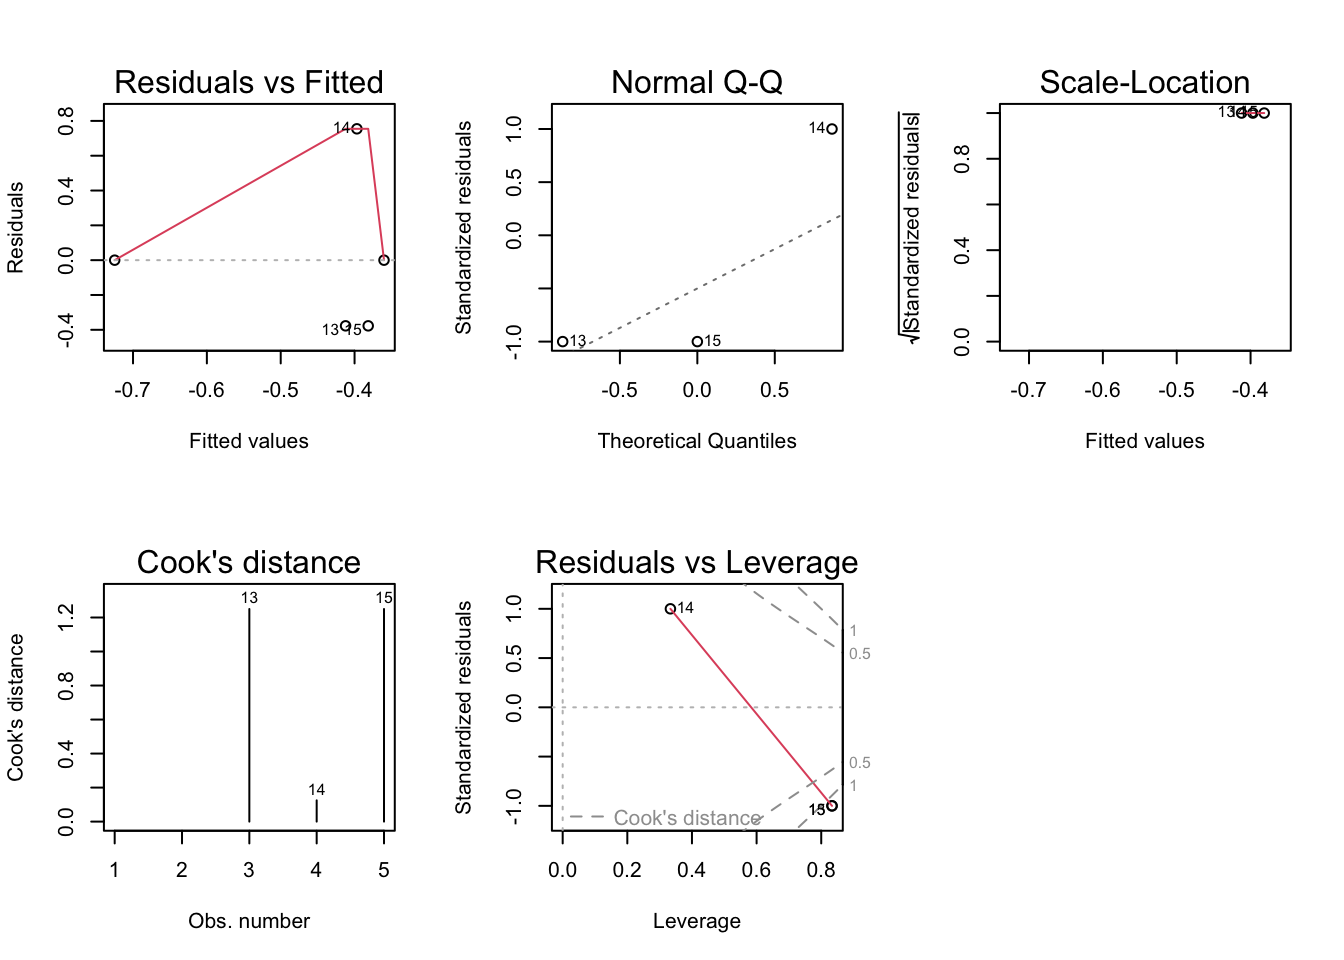 Residuals vs Fitted
Residuals
0.8
0.4
0.0
-0.4
14
13
15
-0.7 -0.6 -0.5 -0.4
Fitted values
Normal Q-Q
Standardized residuals
1.0
0.5
0.0
-1.0
14
13
15
-0.5 0.0 0.5
Theoretical Quantiles
Scale-Location
√|Standardized residuals|
0.8
0.4
0.0
13
14
15
-0.7 -0.6 -0.5 -0.4
Fitted values
Cook's distance
Cook's distance
1.2
0.8
0.4
0.0
13
14
15
1 2 3 4 5
Obs. number
Residuals vs Leverage
Standardized residuals
1.0
0.5
0.0
-1.0
14
1
0.5
0.5
1
13
15
Cook's distance
0.0 0.2 0.4 0.6 0.8
Leverage